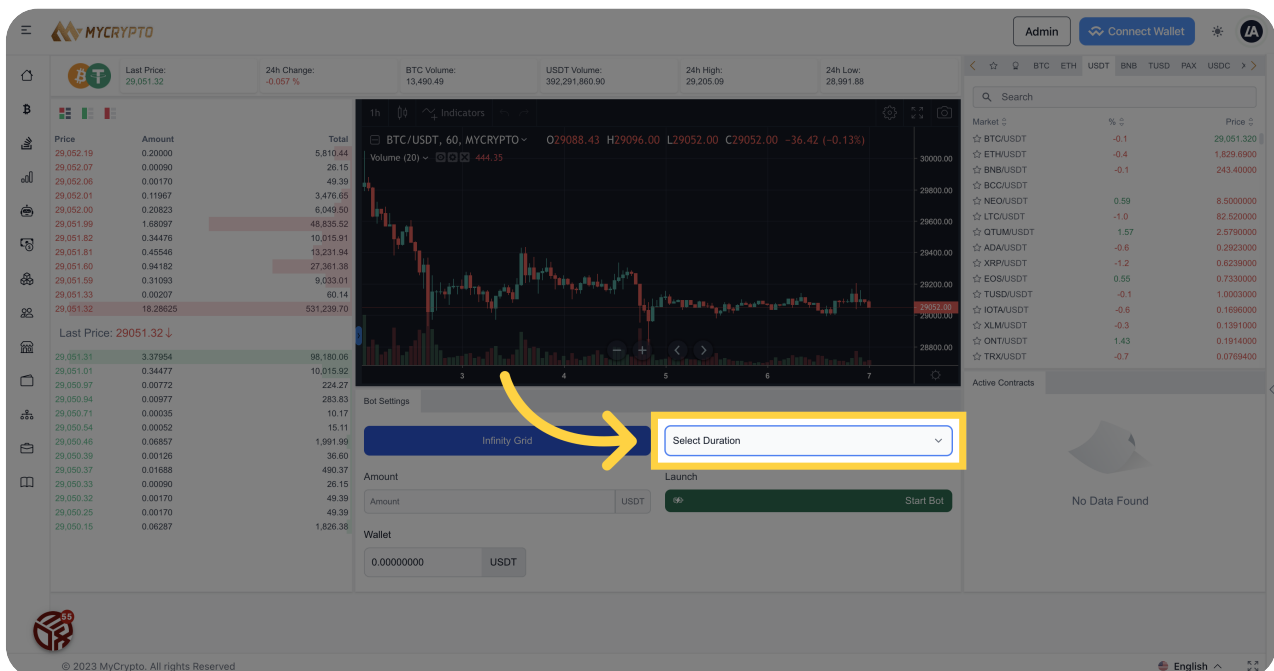 MYCRYPTO
Admin
Connect Wallet
Last Price:
29,051.32
24h Change:
-0.057 %
BTC Volume:
13,490.49
USDT Volume:
392,291,860.90
24h High:
29,205.09
24h Low:
28,991.88
BTC ETH USDT BNB TUSD PAX USDC
Search
Market % Price
BTC/USDT -0.1 29,051.320
ETH/USDT -0.4 1,829.6900
BNB/USDT -0.1 243.40000
BCC/USDT
NEO/USDT 0.59 8.5000000
LTC/USDT -1.0 82.520000
QTUM/USDT 1.57 2.5790000
ADA/USDT -0.6 0.2923000
XRP/USDT -1.2 0.6239000
EOS/USDT 0.55 0.7330000
TUSD/USDT -0.1 1.0003000
IOTA/USDT -0.6 0.1696000
XLM/USDT -0.3 0.1391000
ONT/USDT 1.43 0.1914000
TRX/USDT -0.7 0.0769400
Price Amount Total
29,052.19 0.20000 5,810.44
29,052.07 0.00090 26.15
29,052.06 0.00170 49.39
29,052.01 0.11967 3,476.65
29,052.00 0.20823 6,049.50
29,051.99 1.68097 48,835.52
29,051.82 0.34476 10,015.91
29,051.81 0.45546 13,231.94
29,051.60 0.94182 27,361.38
29,051.59 0.31093 9,033.01
29,051.33 0.00207 60.14
29,051.32 18.28625 531,239.70
Last Price: 29051.32↓
29,051.31 3.37954 98,180.06
29,051.01 0.34477 10,015.92
29,050.97 0.00772 224.27
29,050.94 0.00977 283.83
29,050.71 0.00035 10.17
29,050.54 0.00052 15.11
29,050.46 0.06857 1,991.99
29,050.39 0.00126 36.60
29,050.37 0.01688 490.37
29,050.33 0.00090 26.15
29,050.32 0.00170 49.39
29,050.25 0.00170 49.39
29,050.15 0.06287 1,826.38
1h Indicators
BTC/USDT, 60, MYCRYPTO O29088.43 H29096.00 L29052.00 C29052.00 -36.42 (-0.13%)
Volume (20) 444.35
30000.00
29800.00
29600.00
29400.00
29200.00
29052.00
29000.00
28800.00
3 4 5 6 7
Bot Settings
Infinity Grid
Select Duration
Amount
Launch
Amount USDT
Start Bot
Wallet
0.00000000 USDT
Active Contracts
No Data Found
55
© 2023 MyCrypto. All rights Reserved
English